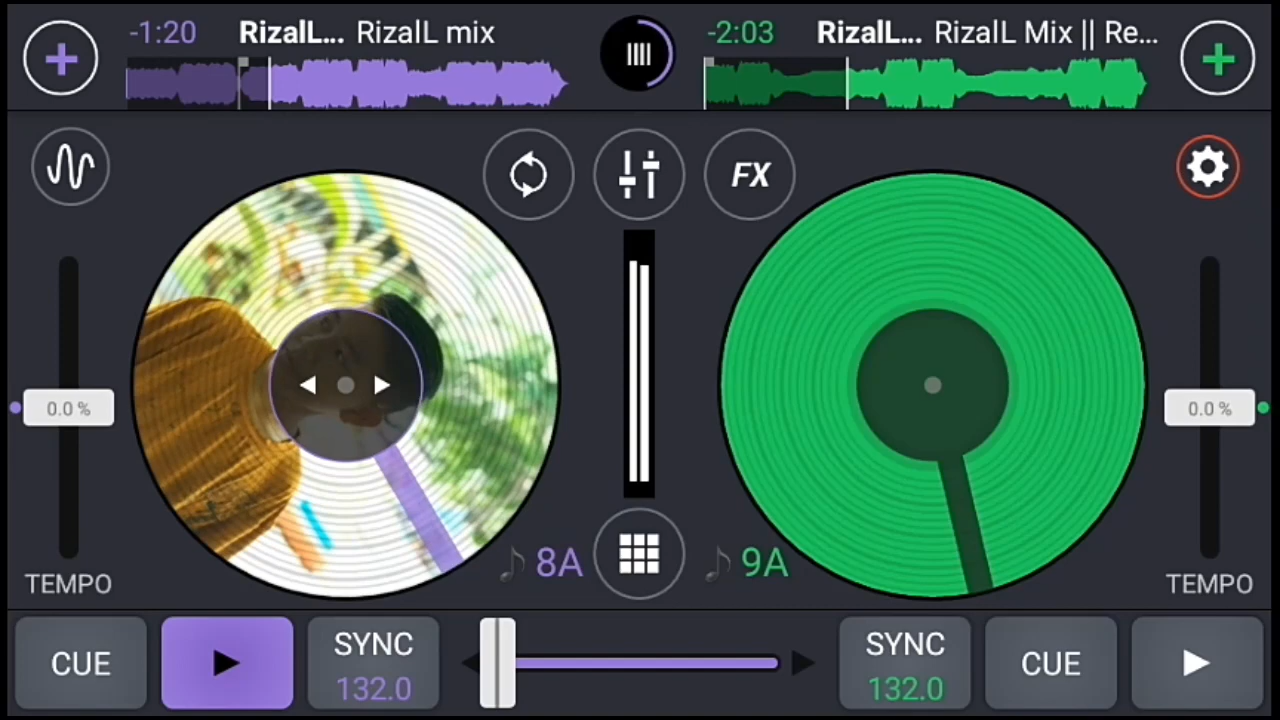 -1:20 RizalL... RizalL mix
-2:03 RizalL... RizalL Mix || Re...
FX
0.0 %
0.0 %
TEMPO
8A
9A
TEMPO
CUE
SYNC
132.0
SYNC
132.0
CUE